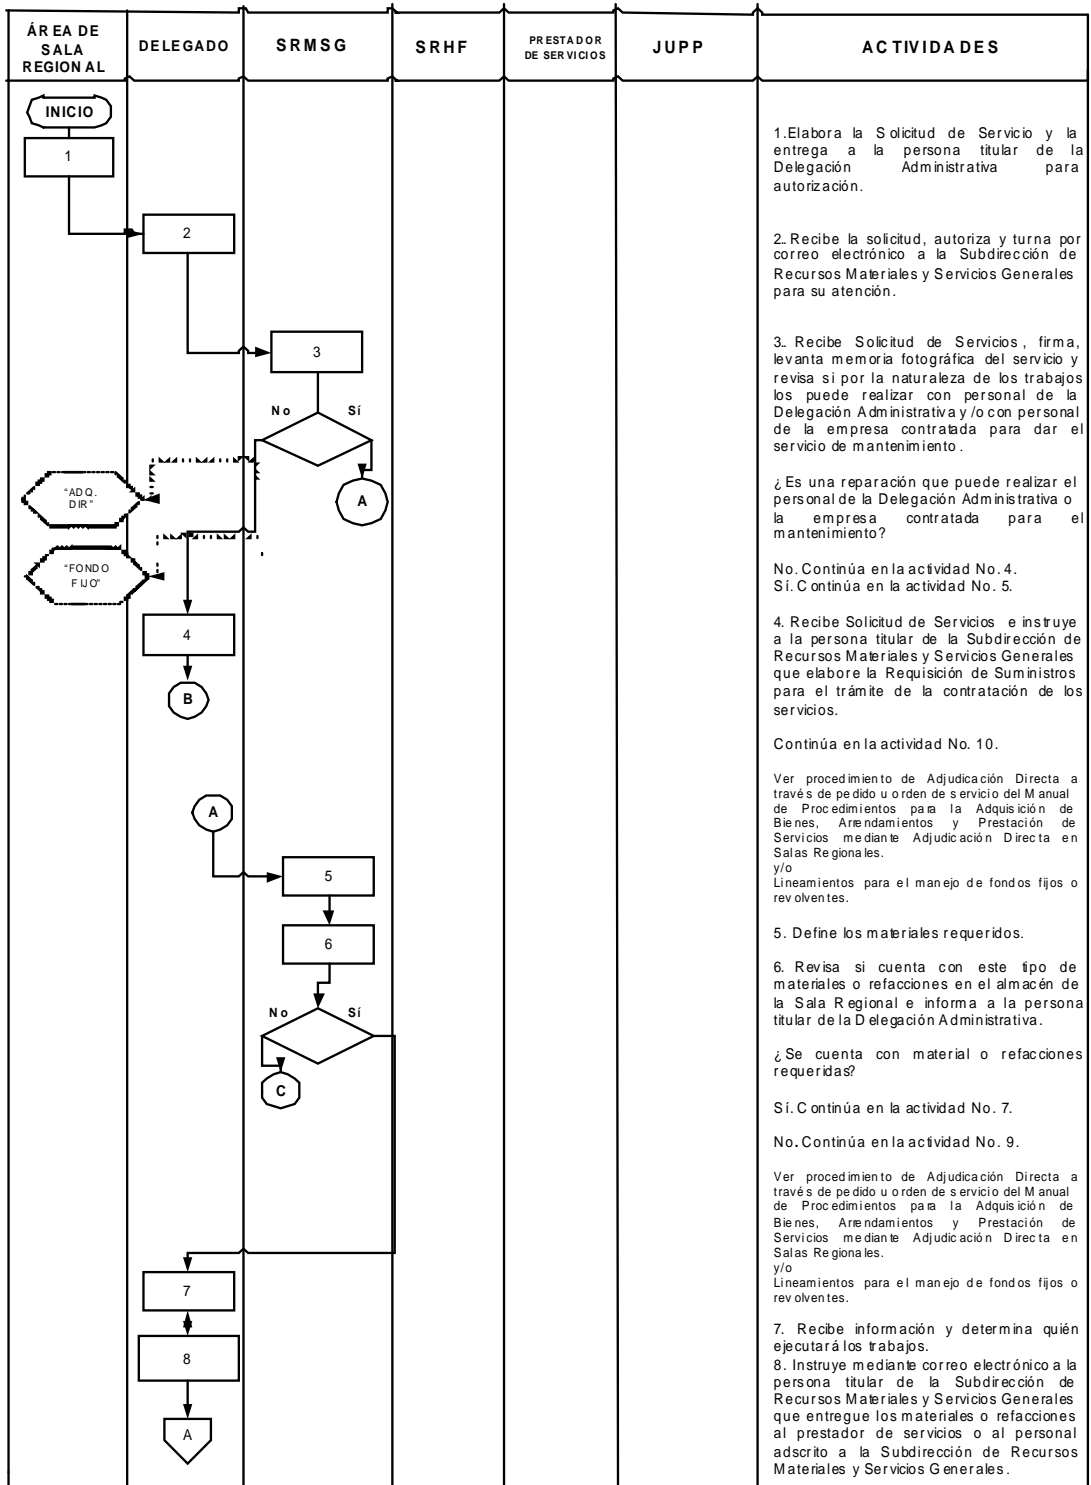 ÁREA DE
SALA
REGIONAL
DELEGADO
SRMSG
SRHF
PRESTADOR
DE SERVICIOS
JUPP
ACTIVIDADES
INICIO
1
2
3
No
Sí
A
"ADQ.
DIR"
"FONDO
FIJO"
4
B
A
5
6
No
Sí
C
7
8
A
1.Elabora la Solicitud de Servicio y la
entrega a la persona titular de la
Delegación Administrativa para
autorización.
2.. Recibe la solicitud, autoriza y turna por
correo electrónico a la Subdirección de
Recursos Materiales y Servicios Generales
para su atención.
3.. Recibe Solicitud de Servicios, firma,
levanta memoria fotográfica del servicio y
revisa si por la naturaleza de los trabajos
los puede realizar con personal de la
Delegación Administrativa y /o con personal
de la empresa contratada para dar el
servicio de mantenimiento.
¿Es una reparación que puede realizar el
personal de la Delegación Administrativa o
la empresa contratada para el
mantenimiento?
No. Continúa en la actividad No. 4.
Sí. Continúa en la actividad No. 5.
4. Recibe Solicitud de Servicios e instruye
a la persona titular de la Subdirección de
Recursos Materiales y Servicios Generales
que elabore la Requisición de Suministros
para el trámite de la contratación de los
servicios.
Continúa en la actividad No. 10.
Ver procedimiento de Adjudicación Directa a
través de pedido u orden de servicio del Manual
de Procedimientos para la Adquisición de
Bienes, Arrendamientos y Prestación de
Servicios mediante Adjudicación Directa en
Salas Regionales.
y/o
Lineamientos para el manejo de fondos fijos o
revolventes.
5. Define los materiales requeridos.
6. Revisa si cuenta con este tipo de
materiales o refacciones en el almacén de
la Sala Regional e informa a la persona
titular de la Delegación Administrativa.
¿Se cuenta con material o refacciones
requeridas?
Sí. Continúa en la actividad No. 7.
No. Continúa en la actividad No. 9.
Ver procedimiento de Adjudicación Directa a
través de pedido u orden de servicio del Manual
de Procedimientos para la Adquisición de
Bienes, Arrendamientos y Prestación de
Servicios mediante Adjudicación Directa en
Salas Regionales.
y/o
Lineamientos para el manejo de fondos fijos o
revolventes.
7. Recibe información y determina quién
ejecutará los trabajos.
8. Instruye mediante correo electrónico a la
persona titular de la Subdirección de
Recursos Materiales y Servicios Generales
que entregue los materiales o refacciones
al prestador de servicios o al personal
adscrito a la Subdirección de Recursos
Materiales y Servicios Generales.